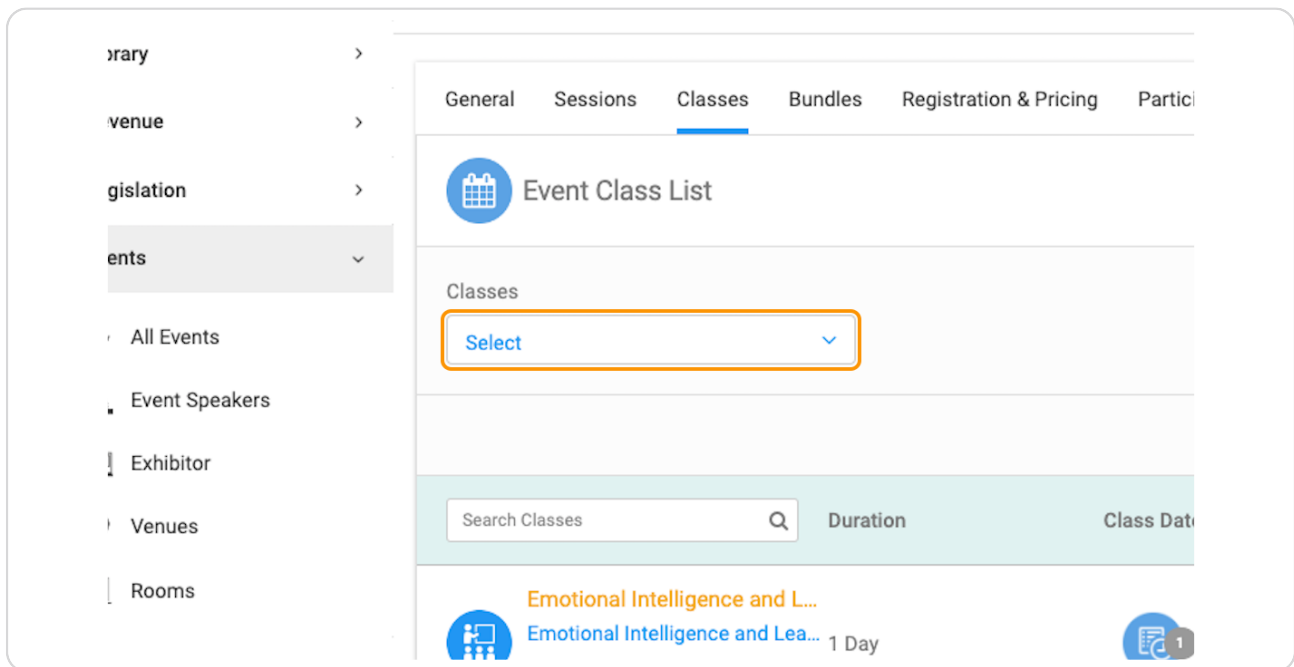 brary
venue
gislation
ents
All Events
Event Speakers
Exhibitor
Venues
Rooms
General Sessions Classes Bundles Registration & Pricing Partici
Event Class List
Classes
Select
Search Classes Duration Class Date
Emotional Intelligence and L...
Emotional Intelligence and Lea... 1 Day
1